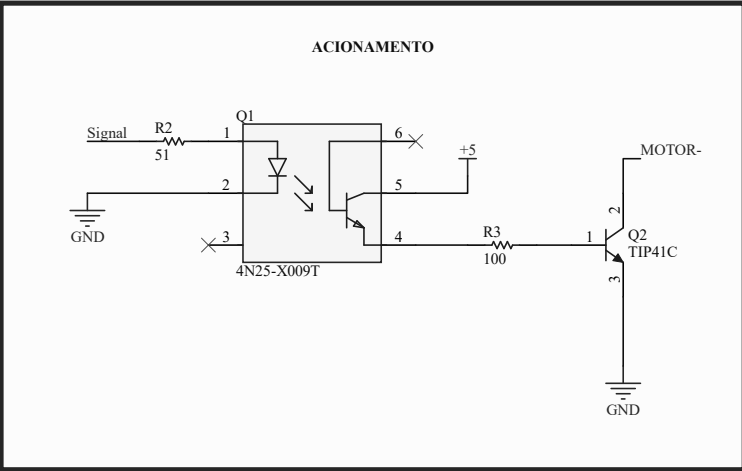 ACIONAMENTO
Q1
Signal
R2
51
1
6
+5
MOTOR-
2
5
GND
3
4
4N25-X009T
R3
100
1
2
Q2
TIP41C
3
GND